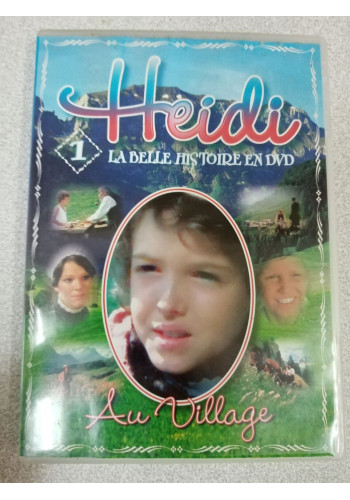 Heidi
1
LA BELLE HISTOIRE EN DVD
Au Village